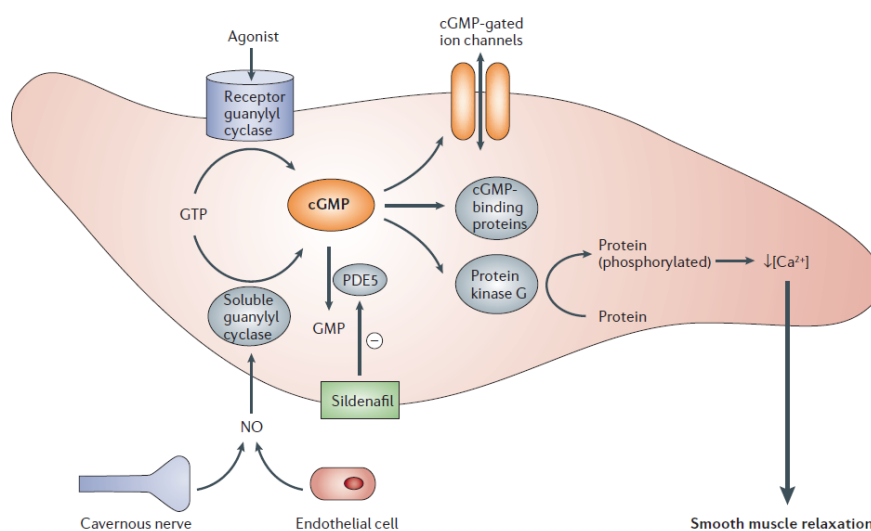 Agonist
cGMP-gated
ion channels
Receptor
guanylyl
cyclase
cGMP
GTP
cGMP-
binding
proteins
Protein
(phosphorylated)
↓[Ca²⁺]
PDE5
Protein
kinase G
Soluble
guanylyl
cyclase
GMP
Protein
−
Sildenafil
NO
Cavernous nerve
Endothelial cell
Smooth muscle relaxation